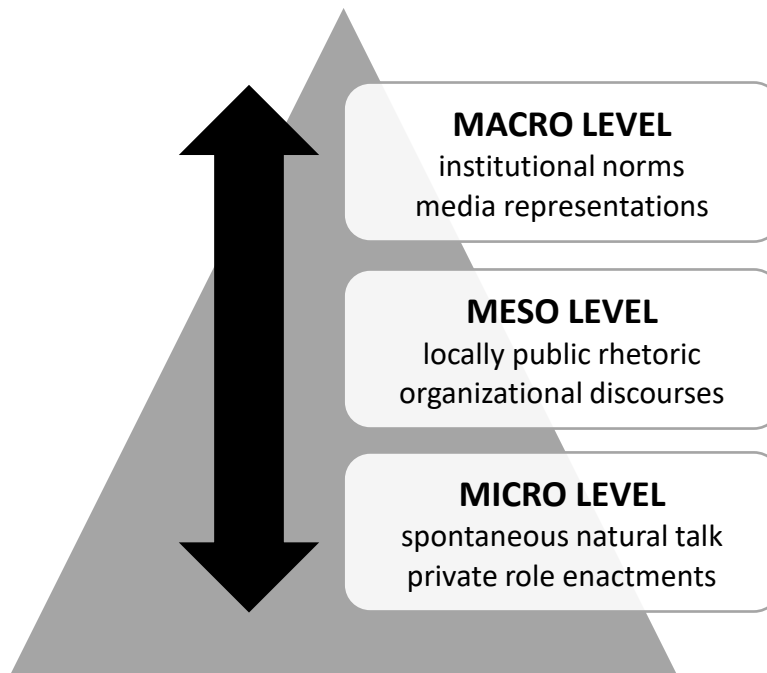 MACRO LEVEL
institutional norms
media representations
MESO LEVEL
locally public rhetoric
organizational discourses
MICRO LEVEL
spontaneous natural talk
private role enactments